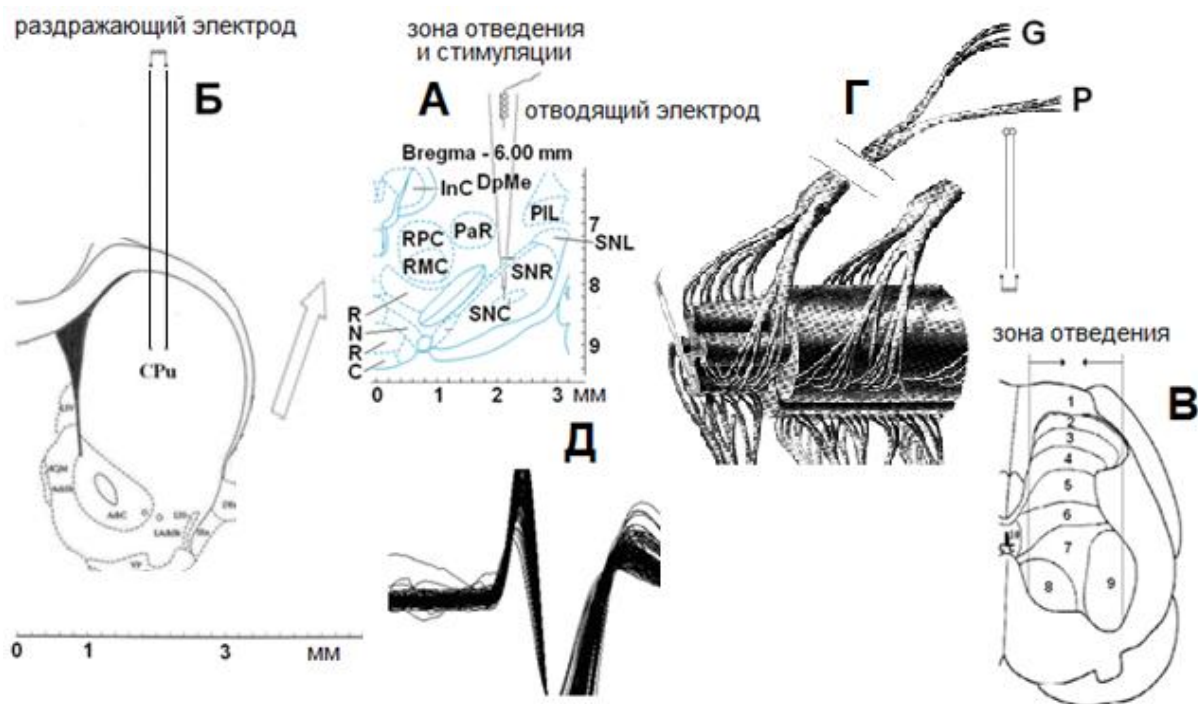 раздражающий электрод
Б
зона отведения
и стимуляции
А
отводящий электрод
Bregma - 6.00 mm
InC
DpMe
PIL
7
RPC
PaR
SNL
RMC
SNR
8
R
SNC
N
R
9
C
0 1 2 3 мм
Г
G
P
CPu
0 1 3 мм
Д
зона отведения
В
1
2
3
4
5
6
10
7
8
9